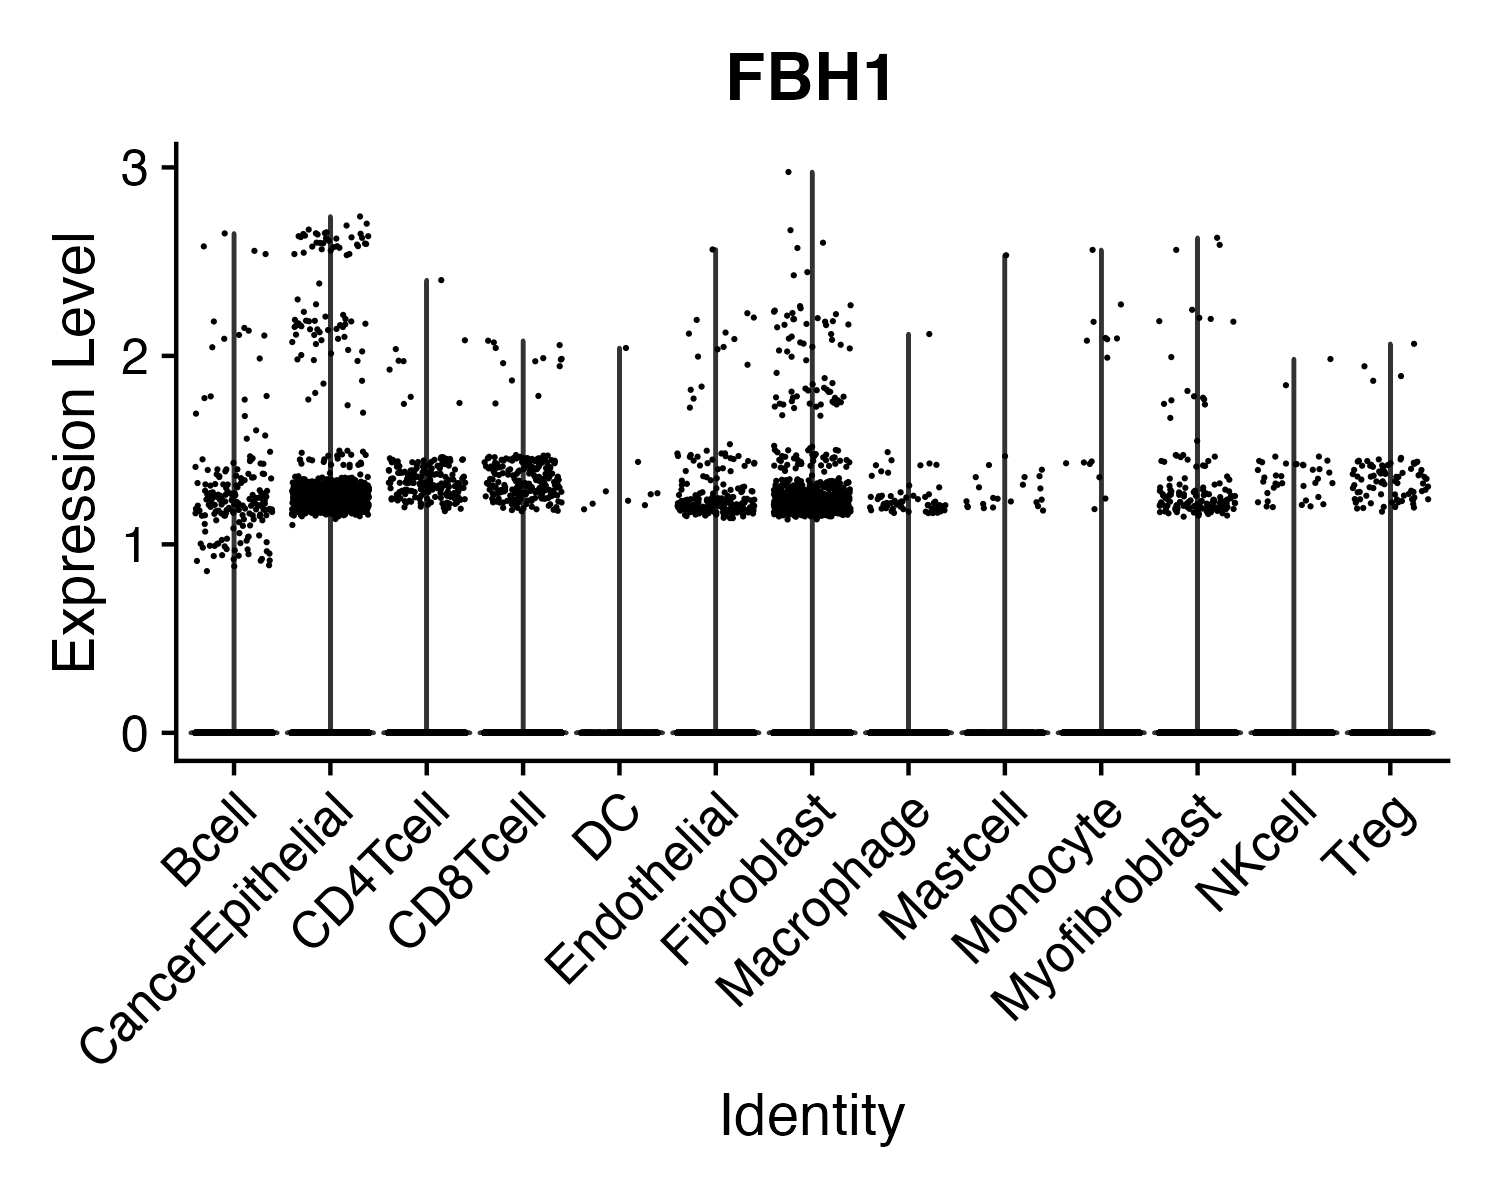 FBH1
Expression Level
3
2
1
0
Bcell
CancerEpithelial
CD4Tcell
CD8Tcell
DC
Endothelial
Fibroblast
Macrophage
Mastcell
Monocyte
Myofibroblast
NKcell
Treg
Identity